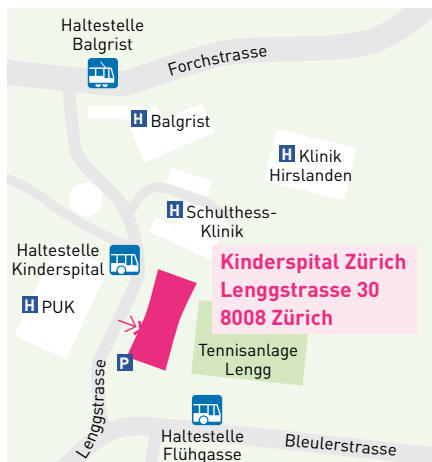 Haltestelle
Balgrist
Forchstrasse
H Balgrist
H Klinik
Hirslanden
H Schulthess-
Klinik
Haltestelle
Kinderspital
Kinderspital Zürich
Lenggstrasse 30
8008 Zürich
H PUK
P
Tennisanlage
Lengg
Lenggstrasse
Haltestelle
Flühgasse
Bleulerstrasse